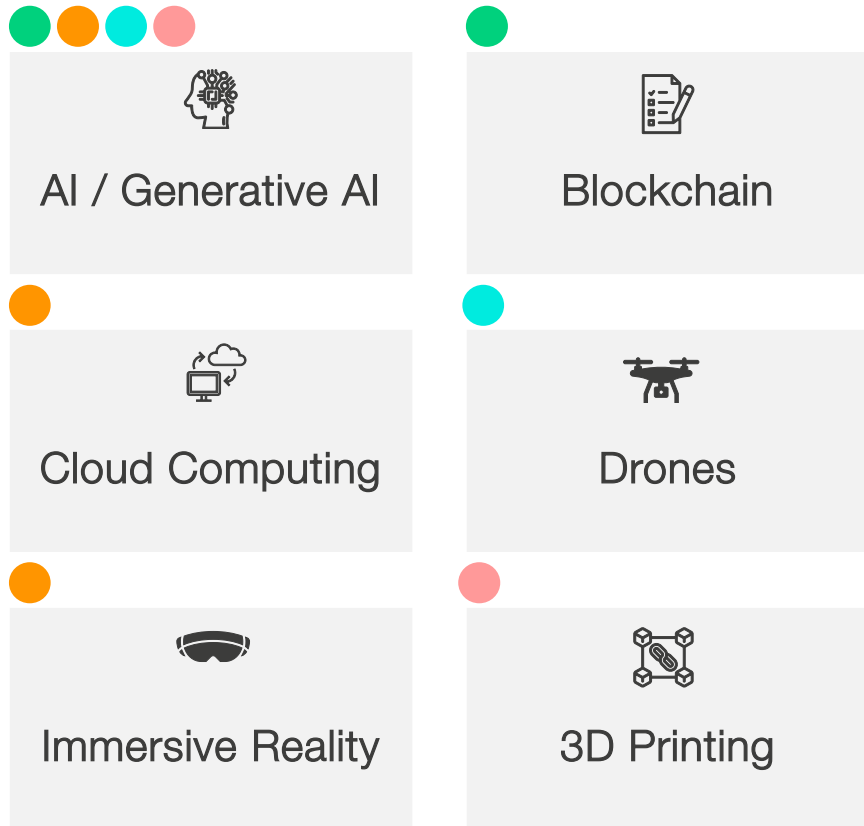 AI / Generative AI
Blockchain
Cloud Computing
Drones
Immersive Reality
3D Printing